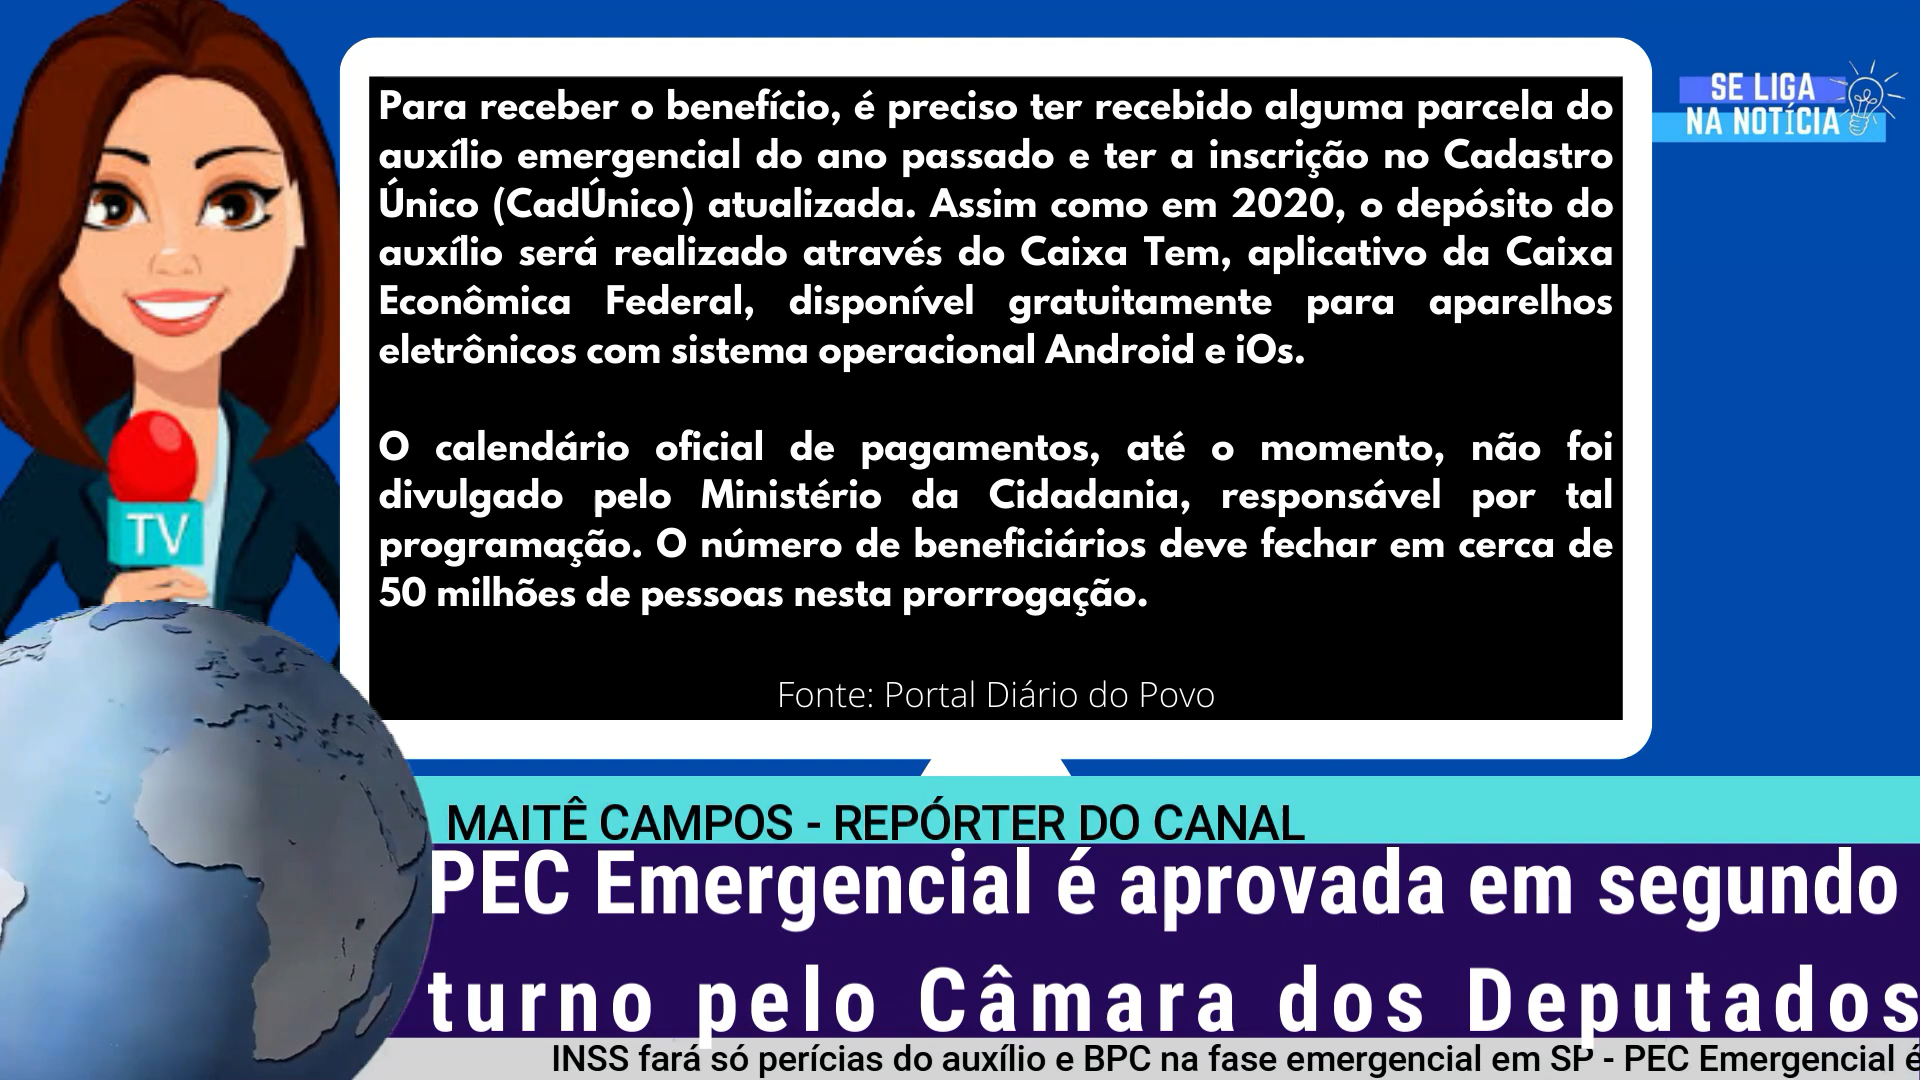 Para receber o benefício, é preciso ter recebido alguma parcela do
auxílio emergencial do ano passado e ter a inscrição no Cadastro
Único (CadÚnico) atualizada. Assim como em 2020, o depósito do
auxílio será realizado através do Caixa Tem, aplicativo da Caixa
Econômica Federal, disponível gratuitamente para aparelhos
eletrônicos com sistema operacional Android e iOs.
O calendário oficial de pagamentos, até o momento, não foi
divulgado pelo Ministério da Cidadania, responsável por tal
programação. O número de beneficiários deve fechar em cerca de
50 milhões de pessoas nesta prorrogação.
Fonte: Portal Diário do Povo
SE LIGA
NA NOTÍCIA
TV
MAITÊ CAMPOS - REPÓRTER DO CANAL
PEC Emergencial é aprovada em segundo
turno pelo Câmara dos Deputados
INSS fará só perícias do auxílio e BPC na fase emergencial em SP - PEC Emergencial é